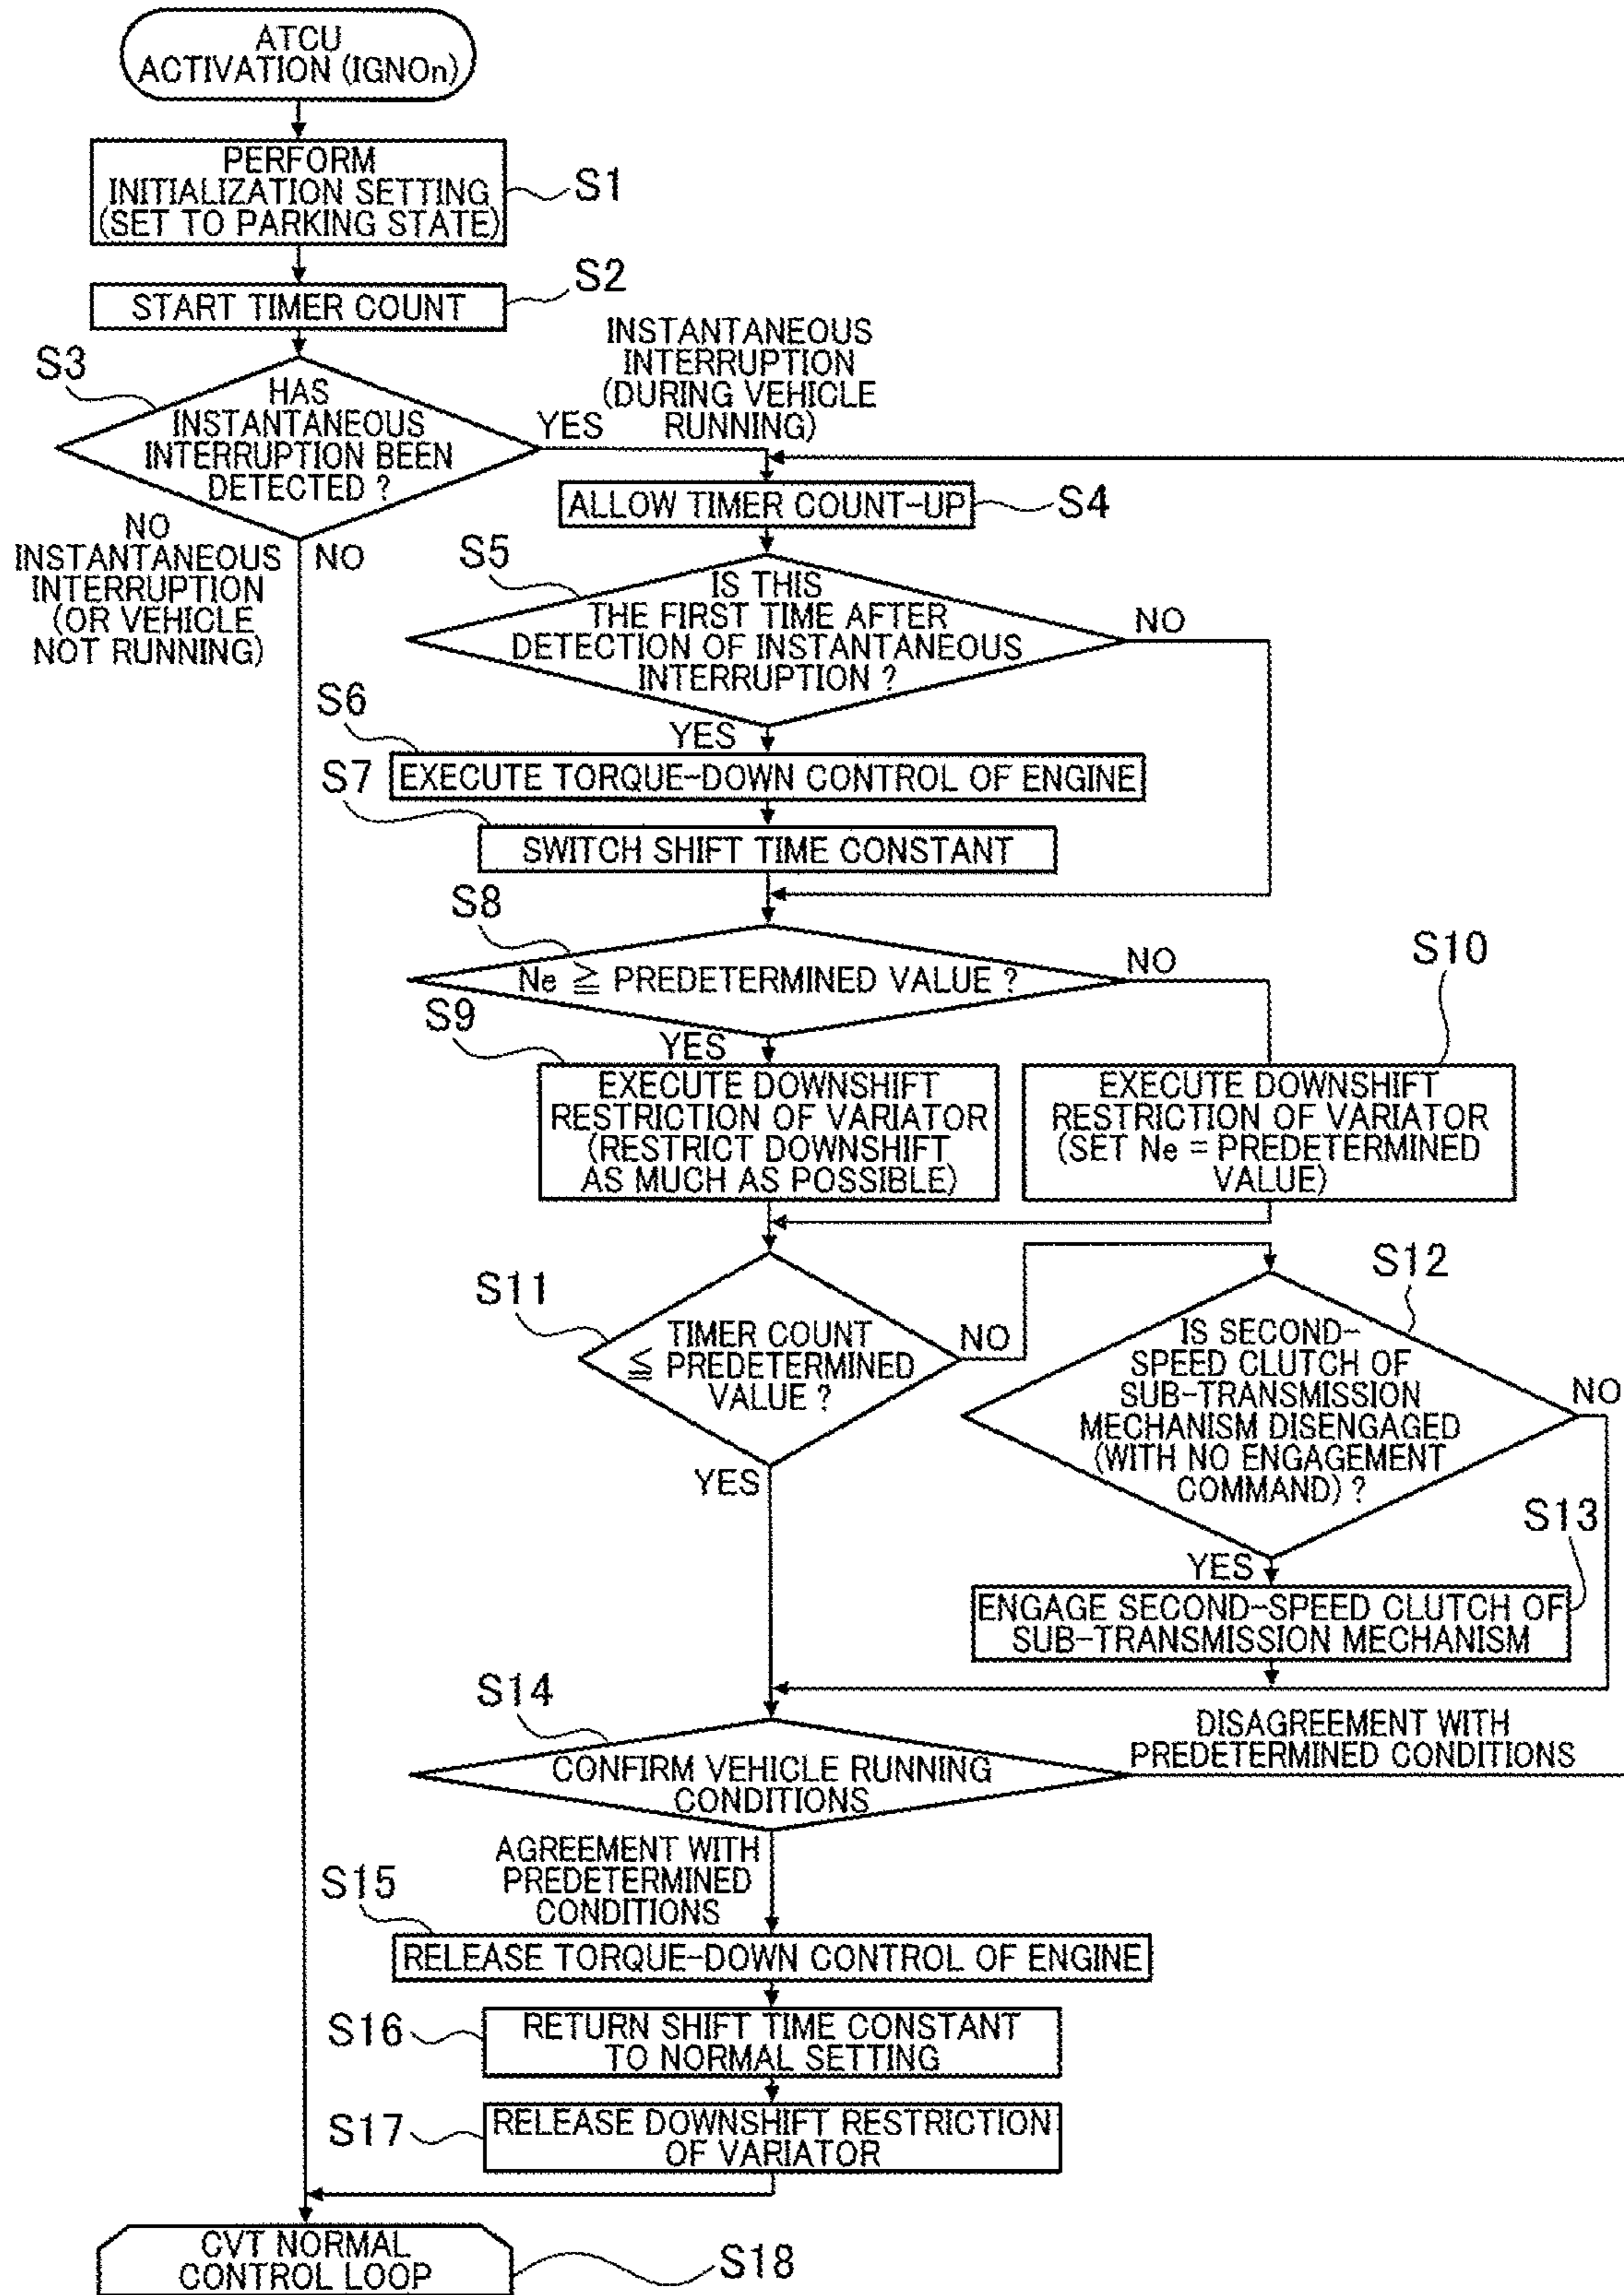 ATCU
ACTIVATION (IGNOn)
PERFORM
INITIALIZATION SETTING
(SET TO PARKING STATE)
S1
START TIMER COUNT
S2
S3
HAS
INSTANTANEOUS
INTERRUPTION BEEN
DETECTED ?
YES
INSTANTANEOUS
INTERRUPTION
(DURING VEHICLE
RUNNING)
NO
INSTANTANEOUS
INTERRUPTION
(OR VEHICLE
NOT RUNNING)
NO
ALLOW TIMER COUNT-UP
S4
S5
IS THIS
THE FIRST TIME AFTER
DETECTION OF INSTANTANEOUS
INTERRUPTION ?
NO
YES
S6
EXECUTE TORQUE-DOWN CONTROL OF ENGINE
S7
SWITCH SHIFT TIME CONSTANT
S8
Ne ≧ PREDETERMINED VALUE ?
NO
YES
S9
EXECUTE DOWNSHIFT
RESTRICTION OF VARIATOR
(RESTRICT DOWNSHIFT
AS MUCH AS POSSIBLE)
S10
EXECUTE DOWNSHIFT
RESTRICTION OF VARIATOR
(SET Ne = PREDETERMINED
VALUE)
S11
TIMER COUNT
≦ PREDETERMINED
VALUE ?
NO
YES
S12
IS SECOND-
SPEED CLUTCH OF
SUB-TRANSMISSION
MECHANISM DISENGAGED
(WITH NO ENGAGEMENT
COMMAND) ?
NO
YES
S13
ENGAGE SECOND-SPEED CLUTCH OF
SUB-TRANSMISSION MECHANISM
S14
CONFIRM VEHICLE RUNNING
CONDITIONS
DISAGREEMENT WITH
PREDETERMINED CONDITIONS
AGREEMENT WITH
PREDETERMINED
CONDITIONS
S15
RELEASE TORQUE-DOWN CONTROL OF ENGINE
S16
RETURN SHIFT TIME CONSTANT
TO NORMAL SETTING
S17
RELEASE DOWNSHIFT RESTRICTION
OF VARIATOR
CVT NORMAL
CONTROL LOOP
S18